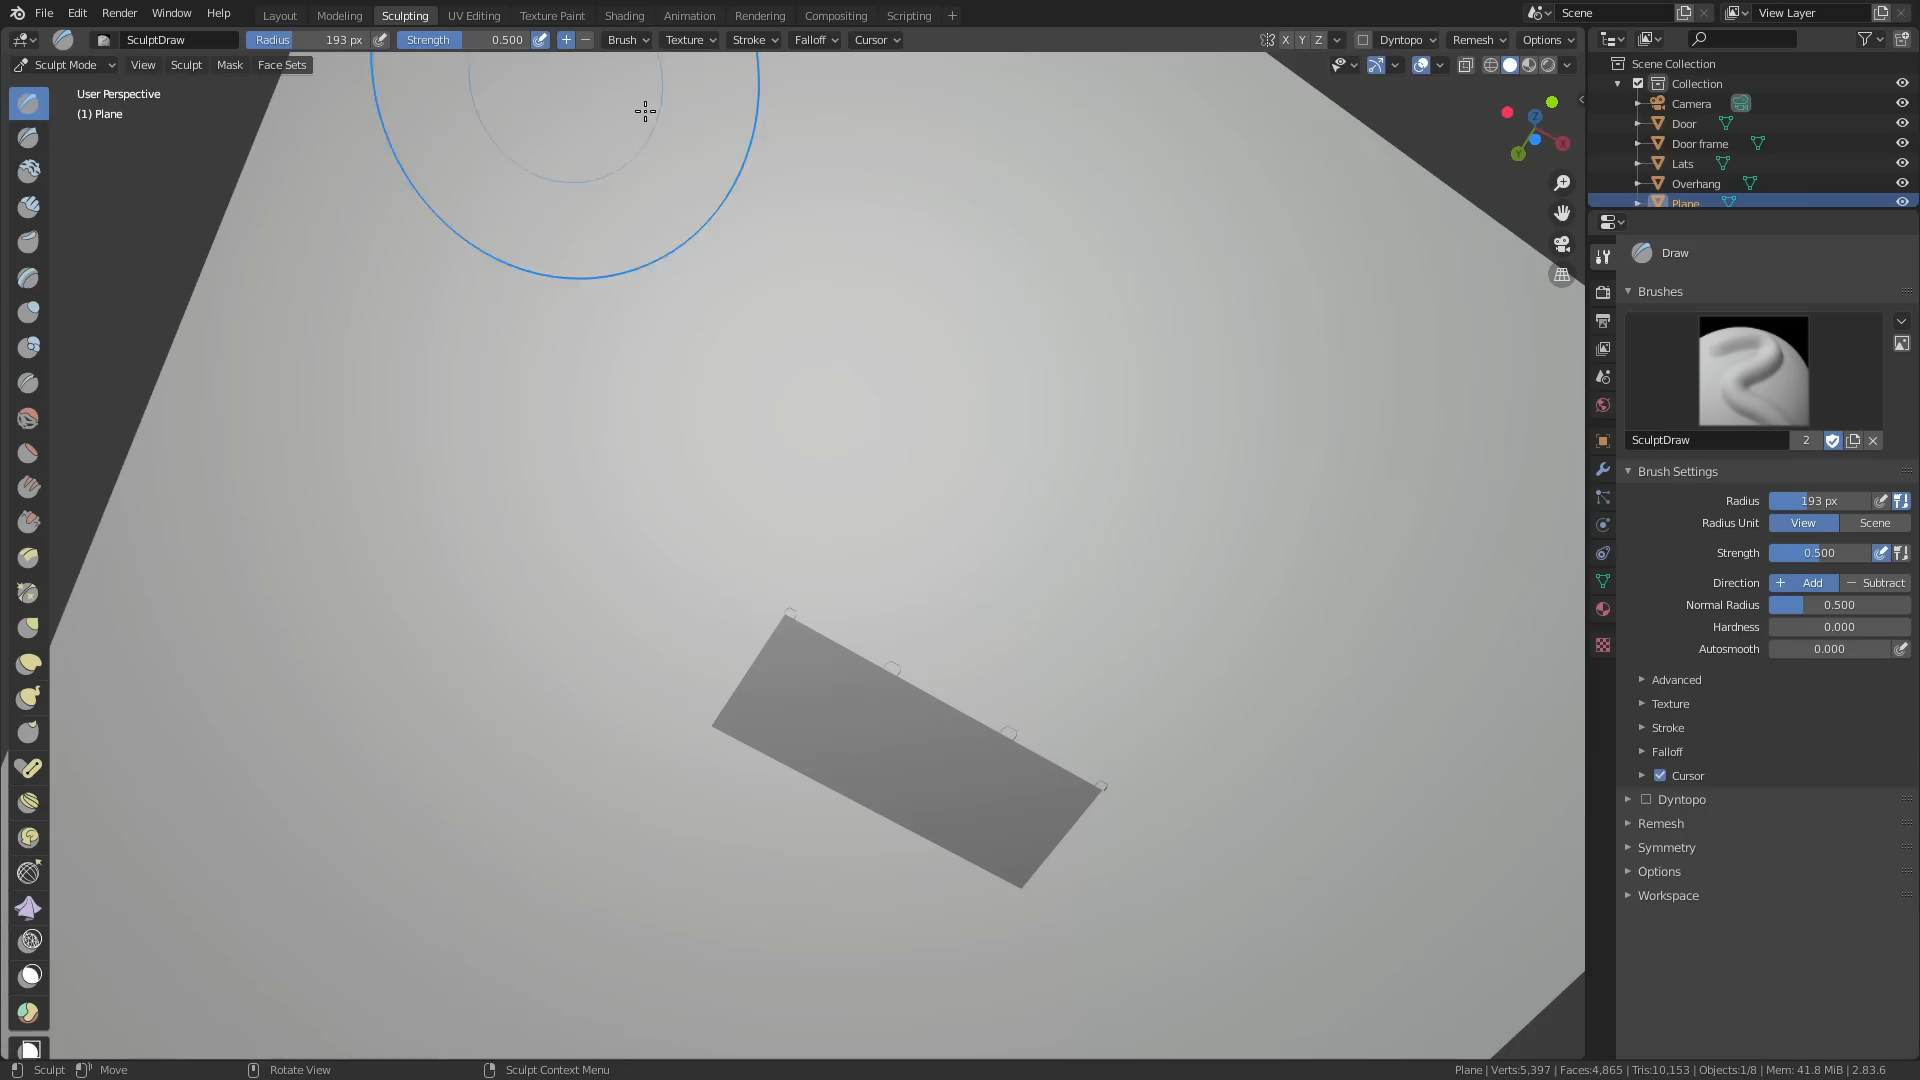 File Edit Render Window Help Layout Modeling Sculpting UV Editing Texture Paint Shading Animation Rendering Compositing Scripting + Scene View Layer
SculptDraw Radius 193 px Strength 0.500 + − Brush Texture Stroke Falloff Cursor X Y Z Dyntopo Remesh Options
Sculpt Mode View Sculpt Mask Face Sets
User Perspective
(1) Plane
Z
X
Y
Scene Collection
Collection
Camera
Door
Door frame
Lats
Overhang
Plane
Draw
Brushes
SculptDraw 2
Brush Settings
Radius 193 px
Radius Unit View Scene
Strength 0.500
Direction + Add − Subtract
Normal Radius 0.500
Hardness 0.000
Autosmooth 0.000
Advanced
Texture
Stroke
Falloff
Cursor
Dyntopo
Remesh
Symmetry
Options
Workspace
Sculpt Move Rotate View Sculpt Context Menu Plane | Verts:5,397 | Faces:4,865 | Tris:10,153 | Objects:1/8 | Mem: 41.8 MiB | 2.83.6